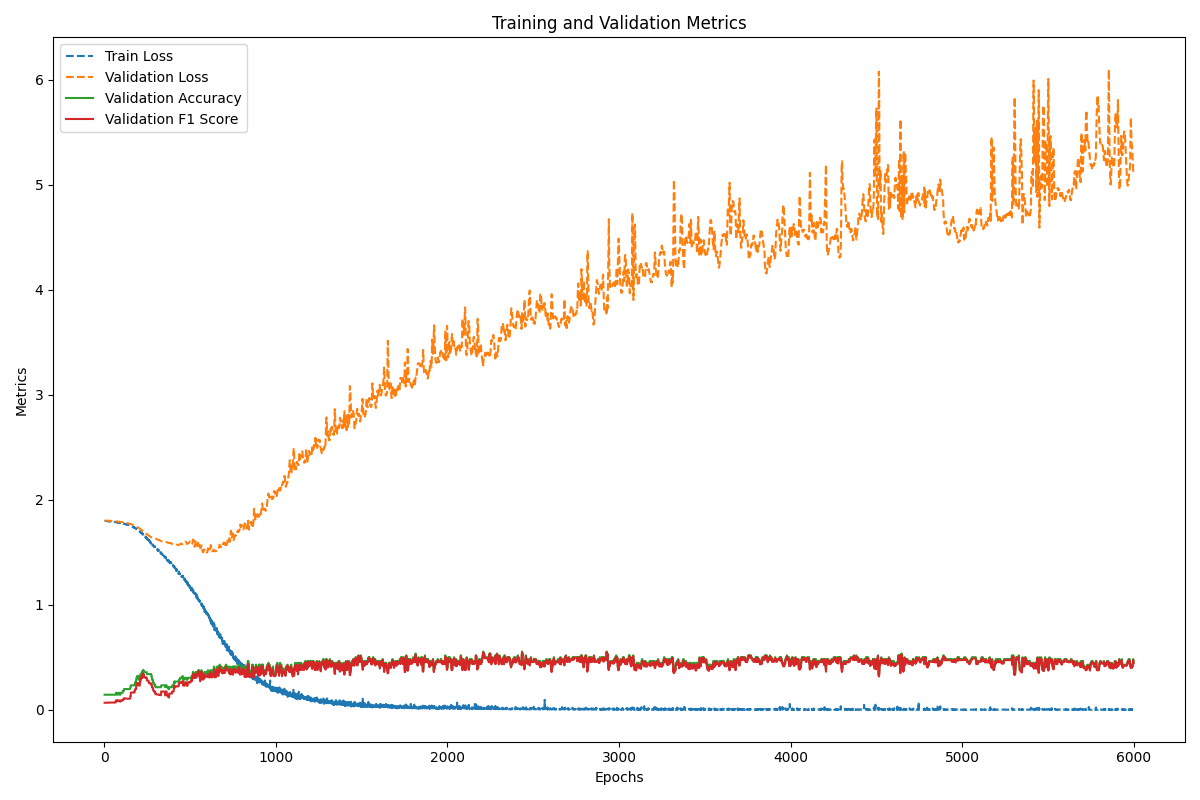 Training and Validation Metrics
Train Loss
Validation Loss
Validation Accuracy
Validation F1 Score
6
5
4
3
2
1
0
Metrics
0 1000 2000 3000 4000 5000 6000
Epochs